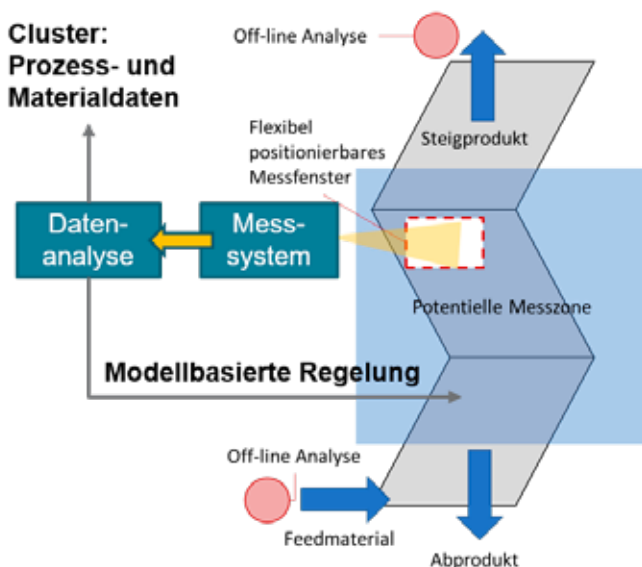 Cluster:
Prozess- und
Materialdaten
Off-line Analyse
Flexibel
positionierbares
Messfenster
Steigprodukt
Daten-
analyse
Mess-
system
Potentielle Messzone
Modellbasierte Regelung
Off-line Analyse
Feedmaterial
Abprodukt